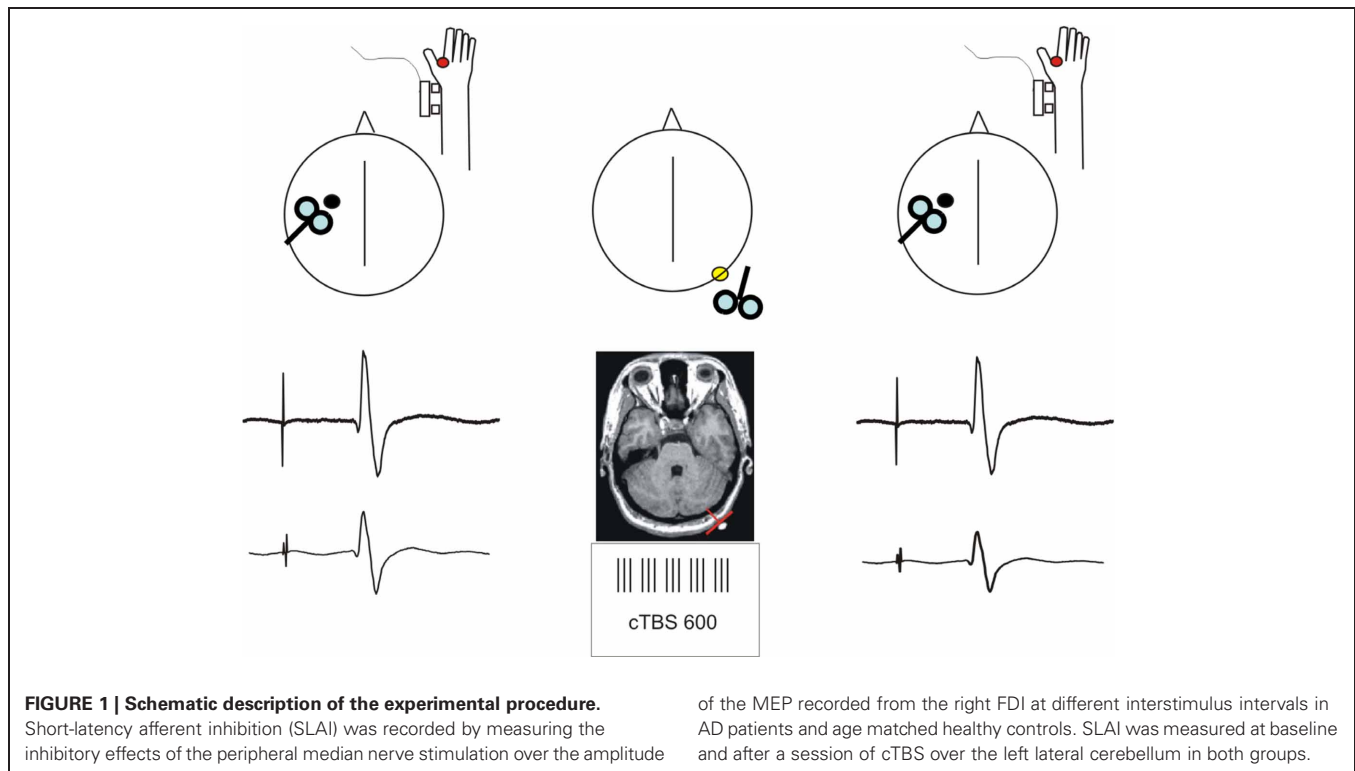 cTBS 600
FIGURE 1 | Schematic description of the experimental procedure.
Short-latency afferent inhibition (SLAI) was recorded by measuring the
inhibitory effects of the peripheral median nerve stimulation over the amplitude
of the MEP recorded from the right FDI at different interstimulus intervals in
AD patients and age matched healthy controls. SLAI was measured at baseline
and after a session of cTBS over the left lateral cerebellum in both groups.